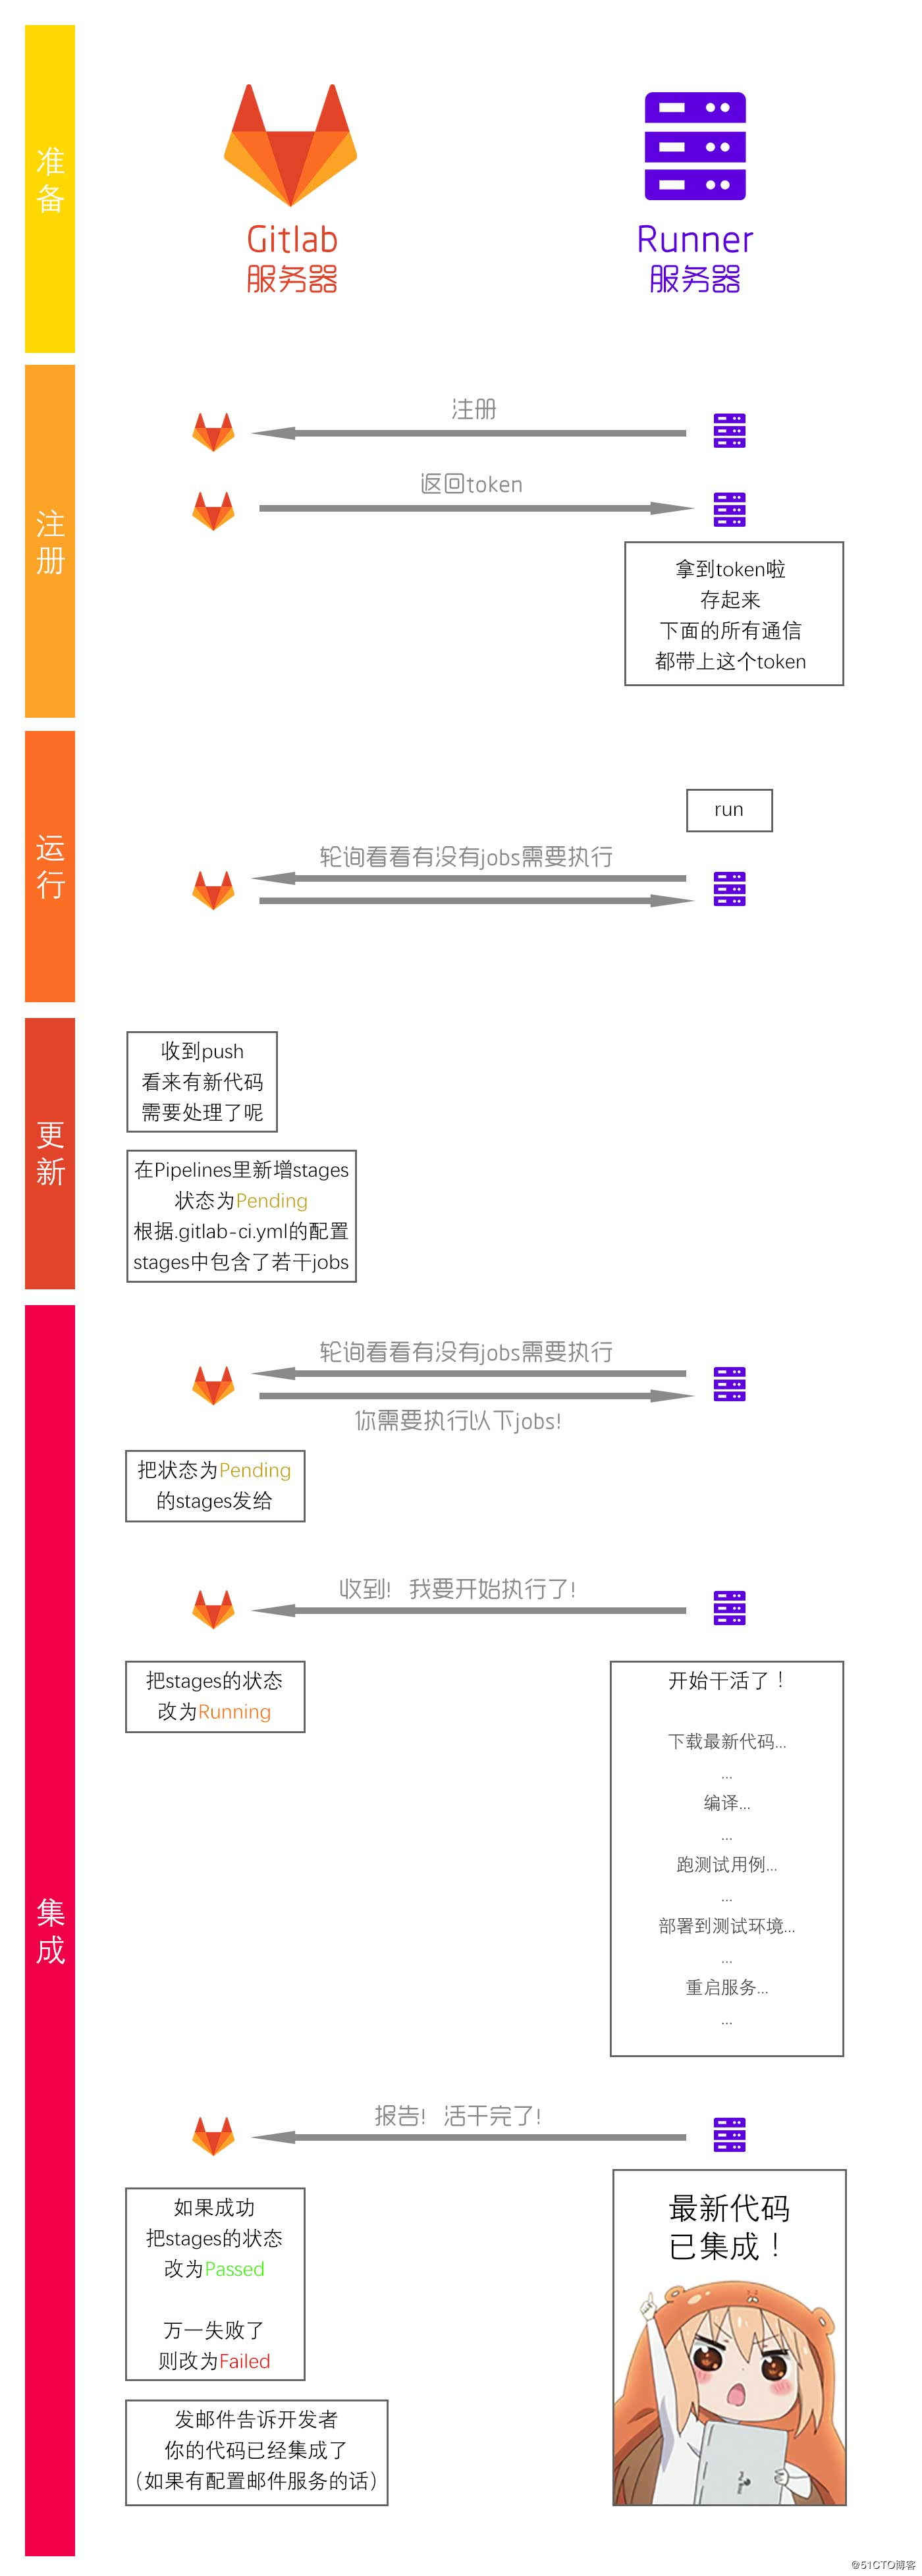 准
备
Gitlab
服务器
Runner
服务器
注
册
注册
返回token
拿到token啦
存起来
下面的所有通信
都带上这个token
运
行
run
轮询看看有没有jobs需要执行
更
新
收到push
看来有新代码
需要处理了呢
在Pipelines里新增stages
状态为Pending
根据.gitlab-ci.yml的配置
stages中包含了若干jobs
集
成
轮询看看有没有jobs需要执行
你需要执行以下jobs!
把状态为Pending
的stages发给
收到! 我要开始执行了!
把stages的状态
改为Running
开始干活了!
下载最新代码...
...
编译...
...
跑测试用例...
...
部署到测试环境...
...
重启服务...
...
报告! 活干完了!
如果成功
把stages的状态
改为Passed
万一失败了
则改为Failed
发邮件告诉开发者
你的代码已经集成了
(如果有配置邮件服务的话)
最新代码
已集成!
@51CTO博客